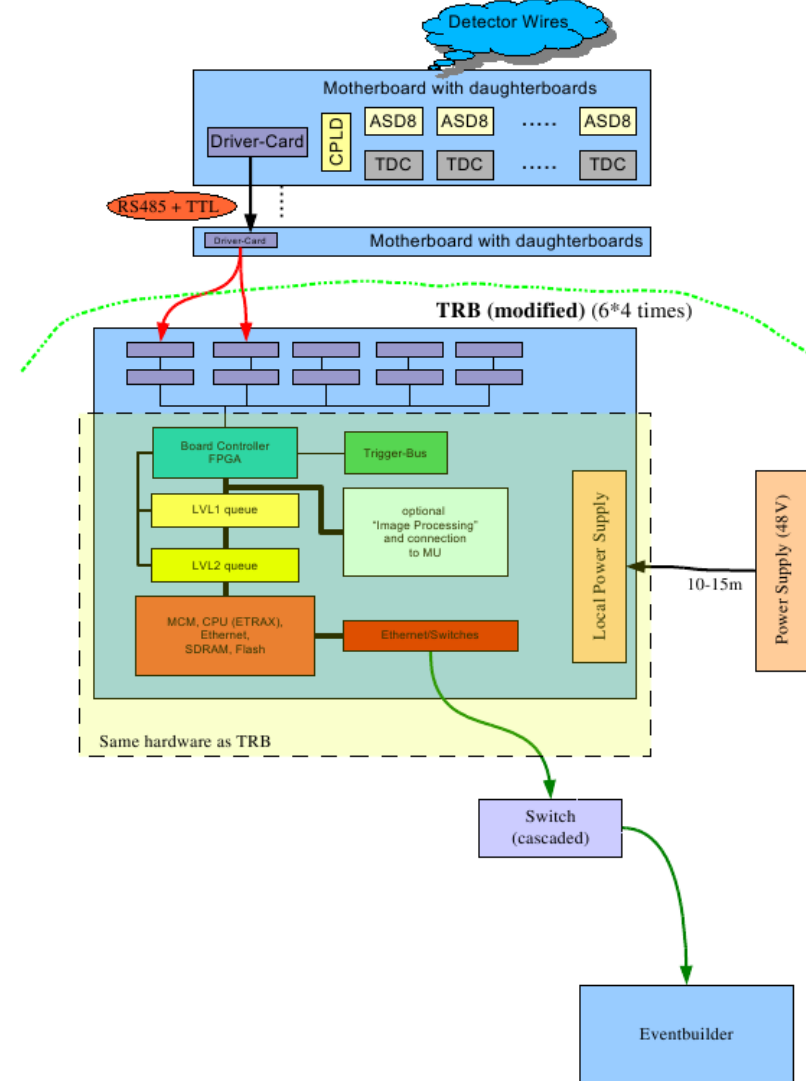 Detector Wires
Motherboard with daughterboards
Driver-Card
CPLD
ASD8 ASD8 ..... ASD8
TDC TDC ..... TDC
RS485 + TTL
Driver-Card
Motherboard with daughterboards
TRB (modified) (6*4 times)
Board Controller
FPGA
Trigger-Bus
LVL1 queue
optional
"Image Processing"
and connection
to MU
LVL2 queue
MCM, CPU (ETRAX),
Ethernet,
SDRAM, Flash
Ethernet/Switches
Local Power Supply
10-15m
Power Supply (48V)
Same hardware as TRB
Switch
(cascaded)
Eventbuilder